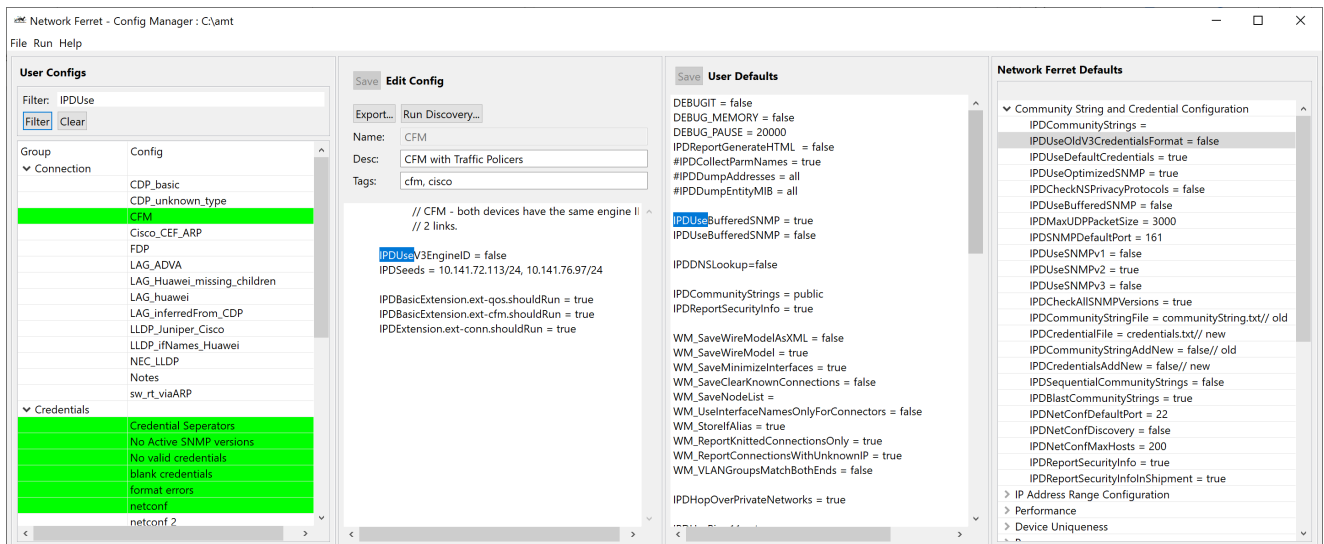 Network Ferret - Config Manager : C:\amt
File Run Help
User Configs
Filter: IPDUse
Filter Clear
Group Config
Connection
CDP_basic
CDP_unknown_type
CFM
Cisco_CEF_ARP
FDP
LAG_ADVA
LAG_Huawei_missing_children
LAG_huawei
LAG_inferredFrom_CDP
LLDP_Juniper_Cisco
LLDP_ifNames_Huawei
NEC_LLDP
Notes
sw_rt_viaARP
Credentials
Credential Seperators
No Active SNMP versions
No valid credentials
blank credentials
format errors
netconf
netconf 2
Save Edit Config
Export... Run Discovery...
Name: CFM
Desc: CFM with Traffic Policers
Tags: cfm, cisco
// CFM - both devices have the same engine
// 2 links.
IPDUseV3EngineID = false
IPDSeeds = 10.141.72.113/24, 10.141.76.97/24
IPDBasicExtension.ext-qos.shouldRun = true
IPDBasicExtension.ext-cfm.shouldRun = true
IPDExtension.ext-conn.shouldRun = true
Save User Defaults
DEBUGIT = false
DEBUG_MEMORY = false
DEBUG_PAUSE = 20000
IPDReportGenerateHTML = false
#IPDCollectParmNames = true
#IPDDumpAddresses = all
#IPDDumpEntityMIB = all
IPDUseBufferedSNMP = true
IPDUseBufferedSNMP = false
IPDDNSLookup=false
IPDCommunityStrings = public
IPDReportSecurityInfo = true
WM_SaveWireModelAsXML = false
WM_SaveWireModel = true
WM_SaveMinimizeInterfaces = true
WM_SaveClearKnownConnections = false
WM_SaveNodeList =
WM_UseInterfaceNamesOnlyForConnectors = false
WM_StoreIfAlias = true
WM_ReportKnittedConnectionsOnly = true
WM_ReportConnectionsWithUnknownIP = true
WM_VLANGroupsMatchBothEnds = false
IPDHopOverPrivateNetworks = true
Network Ferret Defaults
Community String and Credential Configuration
IPDCommunityStrings =
IPDUseOldV3CredentialsFormat = false
IPDUseDefaultCredentials = true
IPDUseOptimizedSNMP = true
IPDCheckNSPrivacyProtocols = false
IPDUseBufferedSNMP = false
IPDMaxUDPPacketSize = 3000
IPDSNMPDefaultPort = 161
IPDUseSNMPv1 = false
IPDUseSNMPv2 = true
IPDUseSNMPv3 = false
IPDCheckAllSNMPVersions = true
IPDCommunityStringFile = communityString.txt// old
IPDCredentialFile = credentials.txt// new
IPDCommunityStringAddNew = false// old
IPDCredentialsAddNew = false// new
IPDSequentialCommunityStrings = false
IPDBlastCommunityStrings = true
IPDNetConfDefaultPort = 22
IPDNetConfDiscovery = false
IPDNetConfMaxHosts = 200
IPDReportSecurityInfo = true
IPDReportSecurityInfoInShipment = true
IP Address Range Configuration
Performance
Device Uniqueness